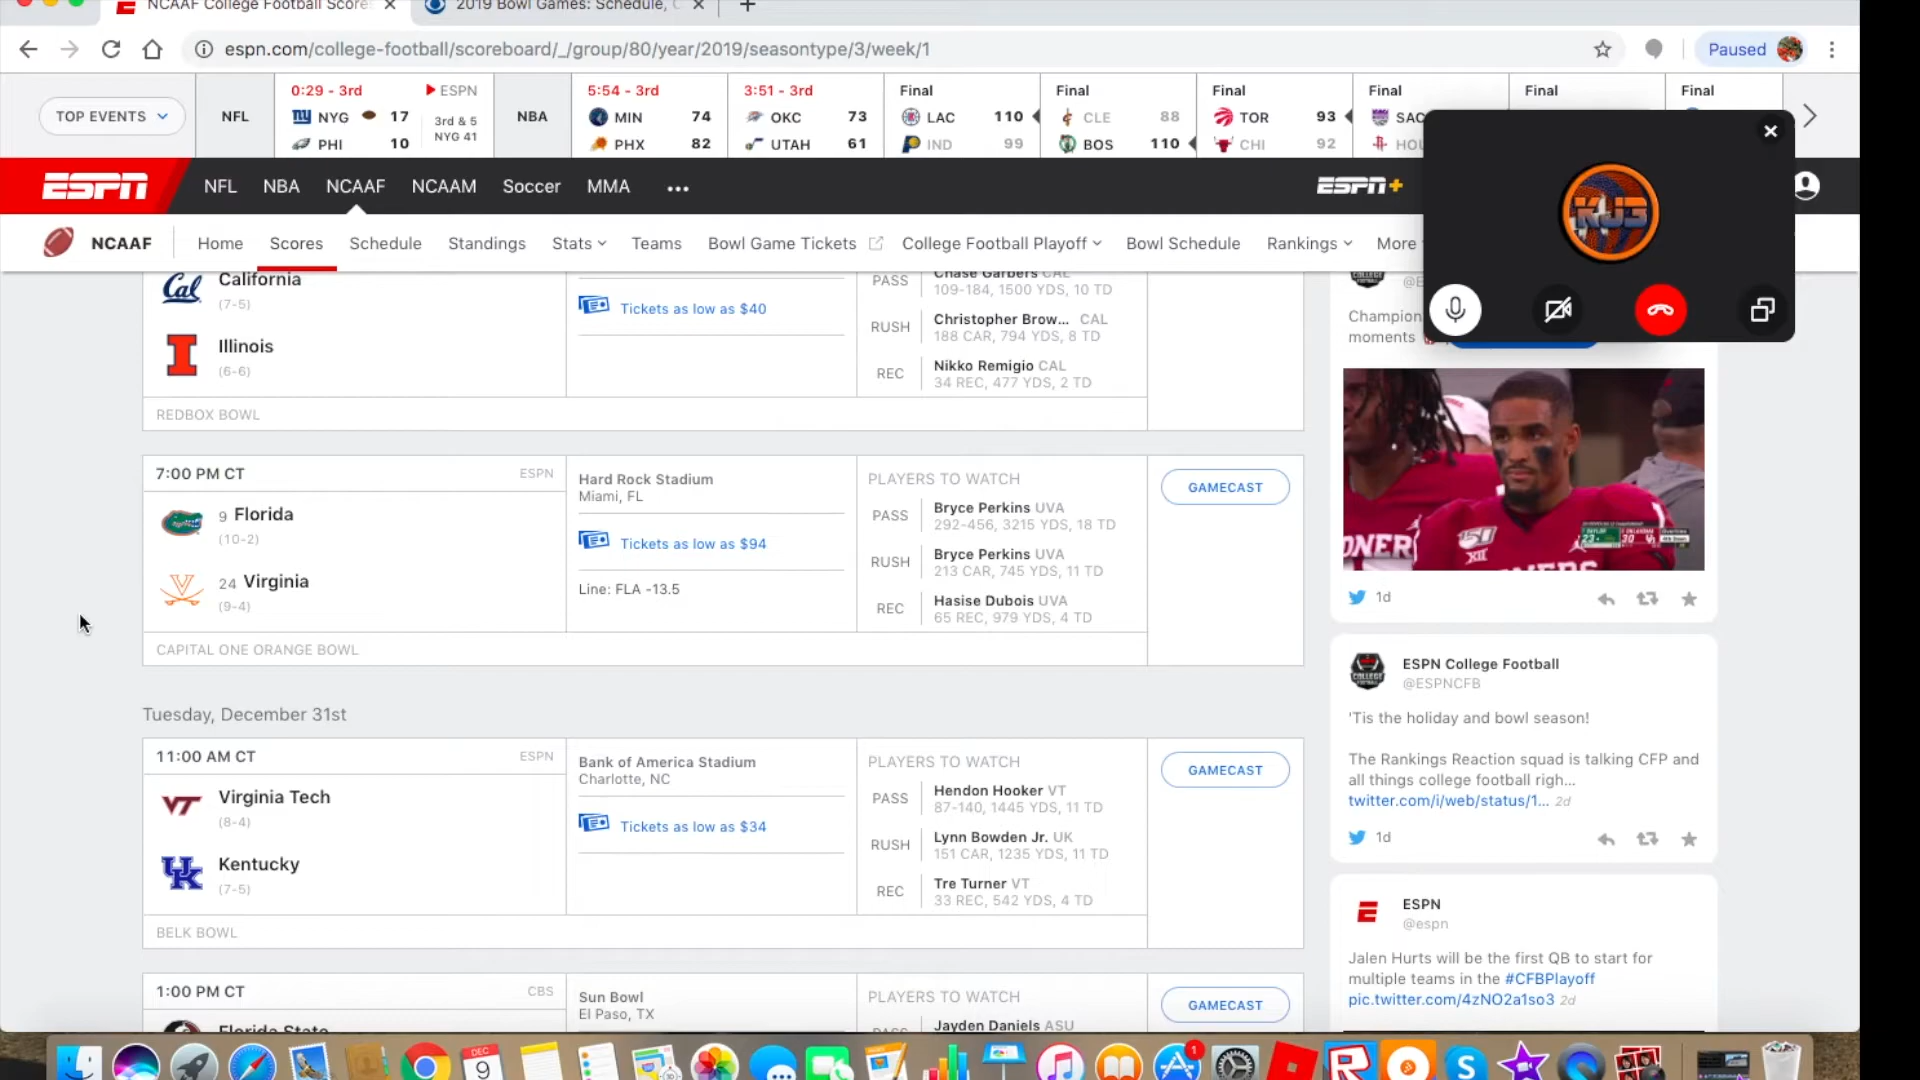 NCAAF College Football Scores
2019 Bowl Games: Schedule,
espn.com/college-football/scoreboard/_/group/80/year/2019/seasontype/3/week/1
Paused
TOP EVENTS
NFL
0:29 - 3rd
ESPN
NYG 17
PHI 10
3rd & 5
NYG 41
NBA
5:54 - 3rd
MIN 74
PHX 82
3:51 - 3rd
OKC 73
UTAH 61
Final
LAC 110
IND 99
Final
CLE 88
BOS 110
Final
TOR 93
CHI 92
Final
SAC
Final
Final
ESPN
NFL NBA NCAAF NCAAM Soccer MMA
ESPN+
KJ3
NCAAF
Home Scores Schedule Standings Stats Teams Bowl Game Tickets College Football Playoff Bowl Schedule Rankings More
Cal
California
(7-5)
Illinois
(6-6)
Tickets as low as $40
PASS
Chase Garbers CAL
109-184, 1500 YDS, 10 TD
RUSH
Christopher Brow... CAL
188 CAR, 794 YDS, 8 TD
REC
Nikko Remigio CAL
34 REC, 477 YDS, 2 TD
REDBOX BOWL
7:00 PM CT ESPN
9 Florida
(10-2)
24 Virginia
(9-4)
Hard Rock Stadium
Miami, FL
Tickets as low as $94
Line: FLA -13.5
PLAYERS TO WATCH
PASS
Bryce Perkins UVA
292-456, 3215 YDS, 18 TD
RUSH
Bryce Perkins UVA
213 CAR, 745 YDS, 11 TD
REC
Hasise Dubois UVA
65 REC, 979 YDS, 4 TD
GAMECAST
CAPITAL ONE ORANGE BOWL
Tuesday, December 31st
11:00 AM CT ESPN
VT
Virginia Tech
(8-4)
UK
Kentucky
(7-5)
Bank of America Stadium
Charlotte, NC
Tickets as low as $34
PLAYERS TO WATCH
PASS
Hendon Hooker VT
87-140, 1445 YDS, 11 TD
RUSH
Lynn Bowden Jr. UK
151 CAR, 1235 YDS, 11 TD
REC
Tre Turner VT
33 REC, 542 YDS, 4 TD
GAMECAST
BELK BOWL
1:00 PM CT CBS
Florida State
Sun Bowl
El Paso, TX
PLAYERS TO WATCH
PASS
Jayden Daniels ASU
GAMECAST
Champion
moments
150
XII
1d
ESPN College Football
@ESPNCFB
'Tis the holiday and bowl season!
The Rankings Reaction squad is talking CFP and
all things college football righ...
twitter.com/i/web/status/1... 2d
1d
ESPN
@espn
Jalen Hurts will be the first QB to start for
multiple teams in the #CFBPlayoff
pic.twitter.com/4zNO2a1so3 2d
DEC
9
1